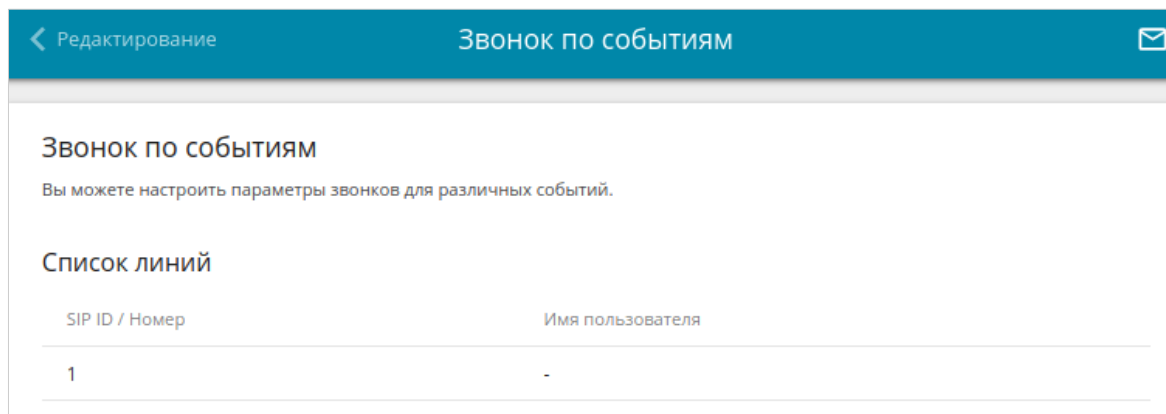 Редактирование
Звонок по событиям
Звонок по событиям
Вы можете настроить параметры звонков для различных событий.
Список линий
SIP ID / Номер Имя пользователя
1 -